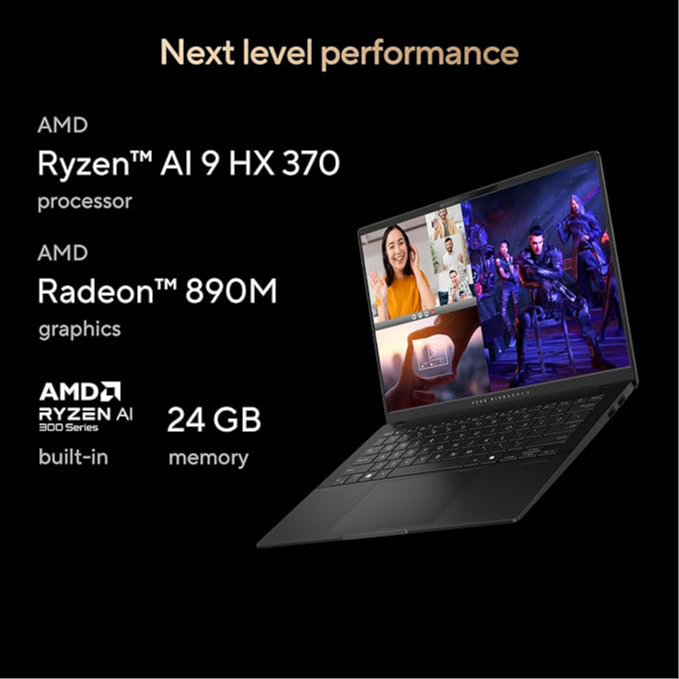 Next level performance
AMD
Ryzen™ AI 9 HX 370
processor
AMD
Radeon™ 890M
graphics
AMD
RYZEN AI
300 Series
built-in
24 GB
memory